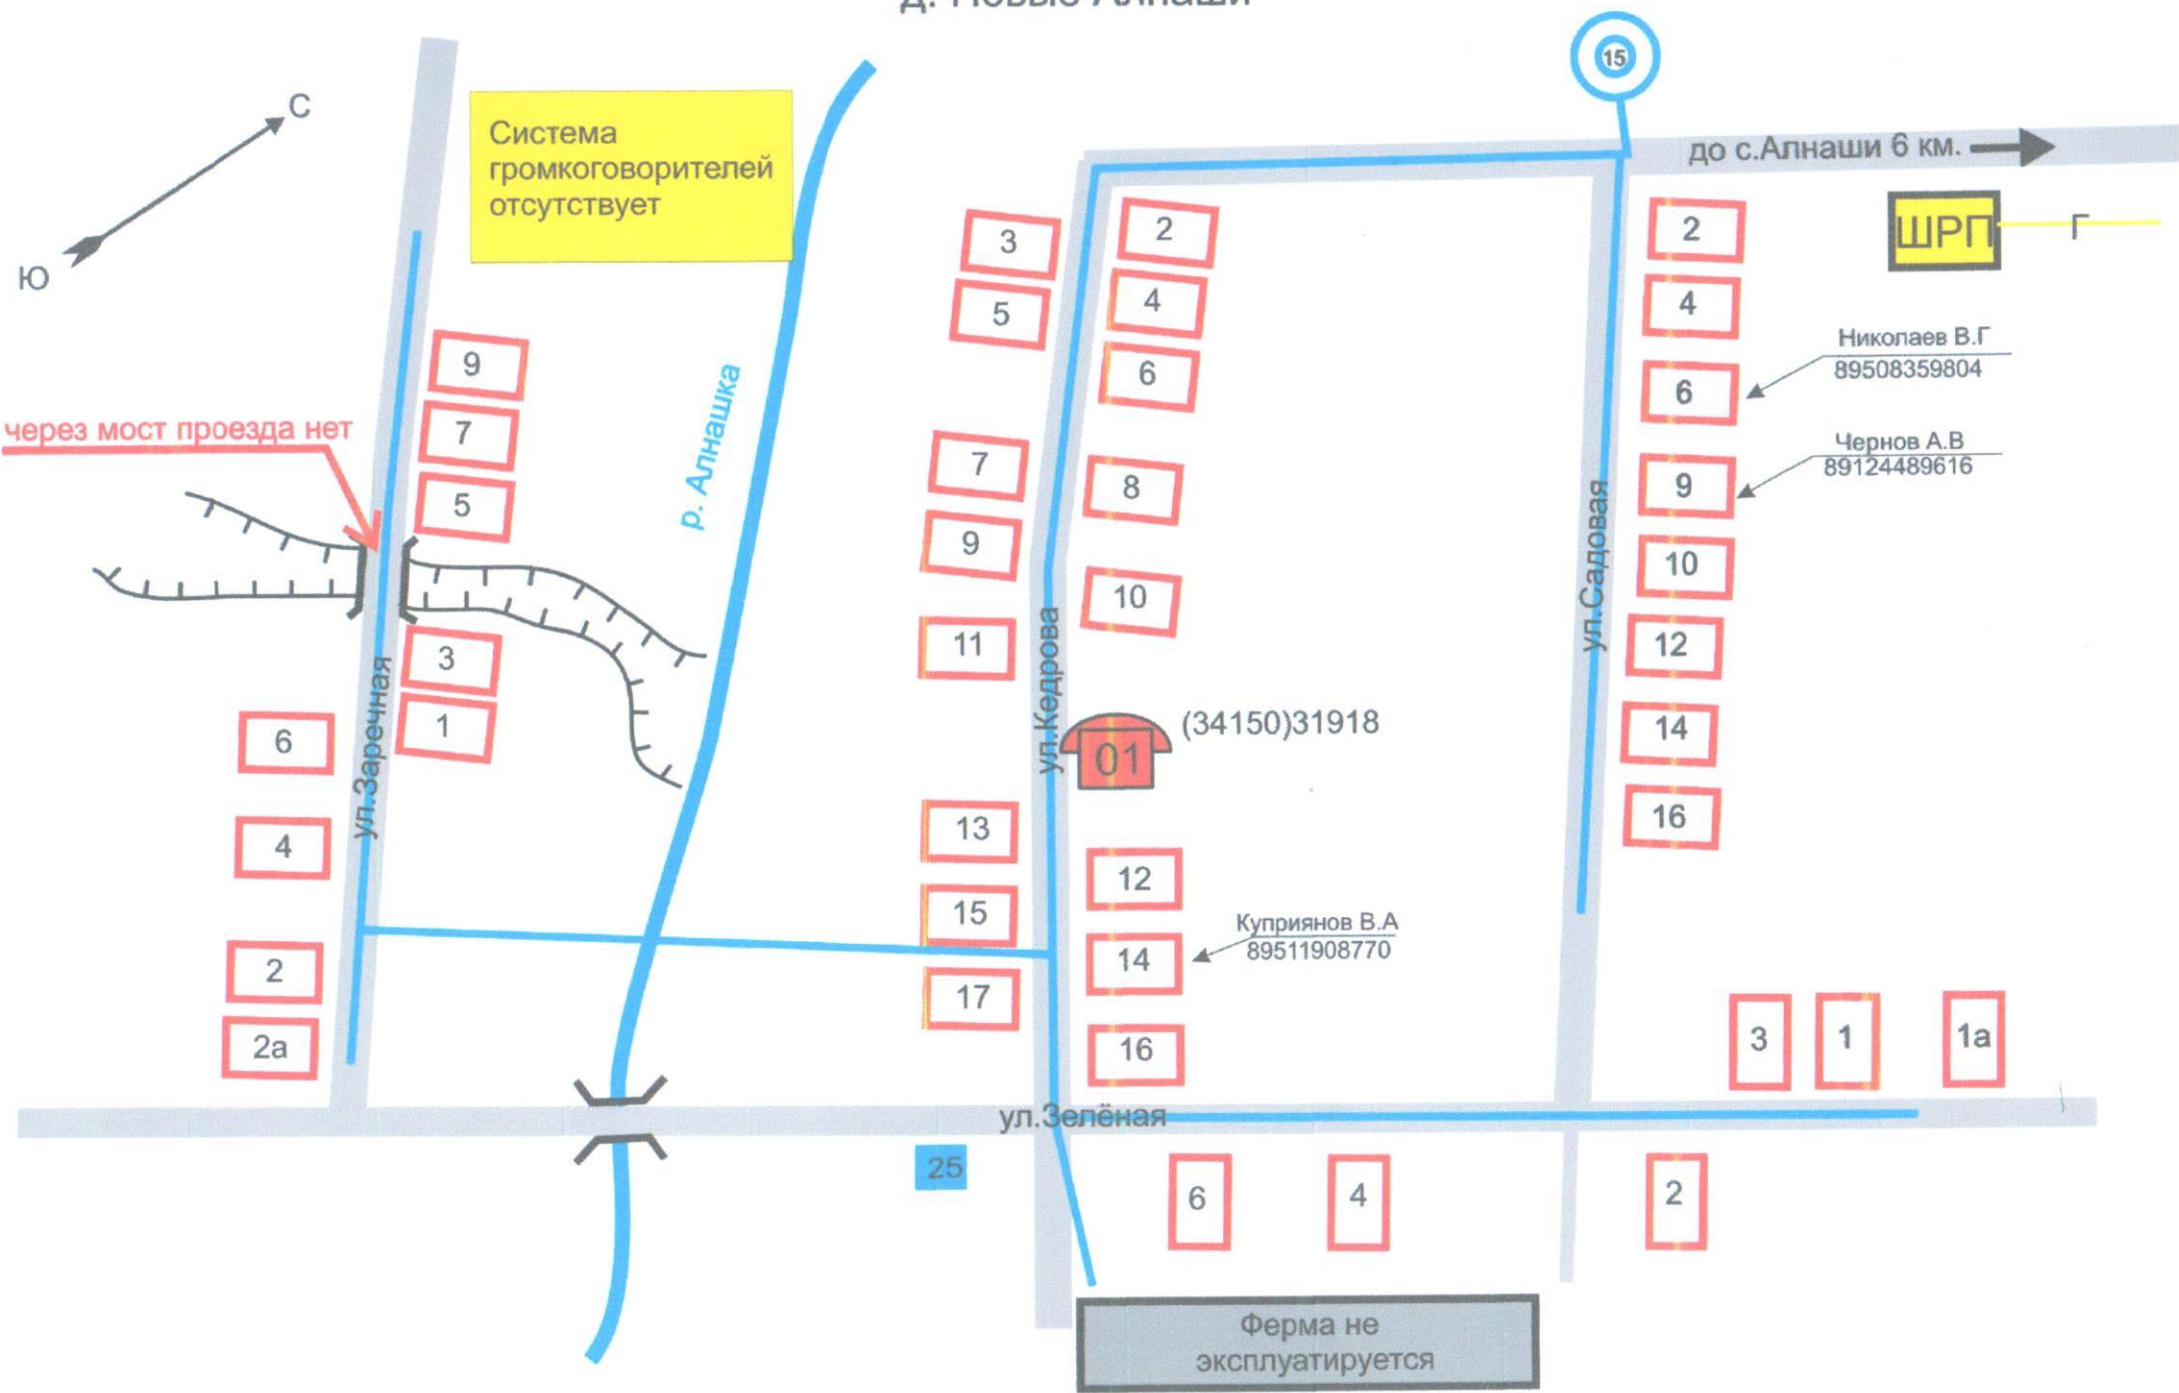 д. Новые Алнаши
15
С
Ю
Система
громкоговорителей
отсутствует
до с.Алнаши 6 км.
ШРП
Г
через мост проезда нет
р. Алнашка
ул.Заречная
9
7
5
3
1
6
4
2
2а
ул.Кедрова
3
5
7
9
11
13
15
17
2
4
6
8
10
01
(34150)31918
12
14
16
Куприянов В.А
89511908770
ул.Садовая
2
4
6
9
10
12
14
16
Николаев В.Г
89508359804
Чернов А.В
89124489616
3
1
1а
ул.Зелёная
25
6
4
2
Ферма не
эксплуатируется